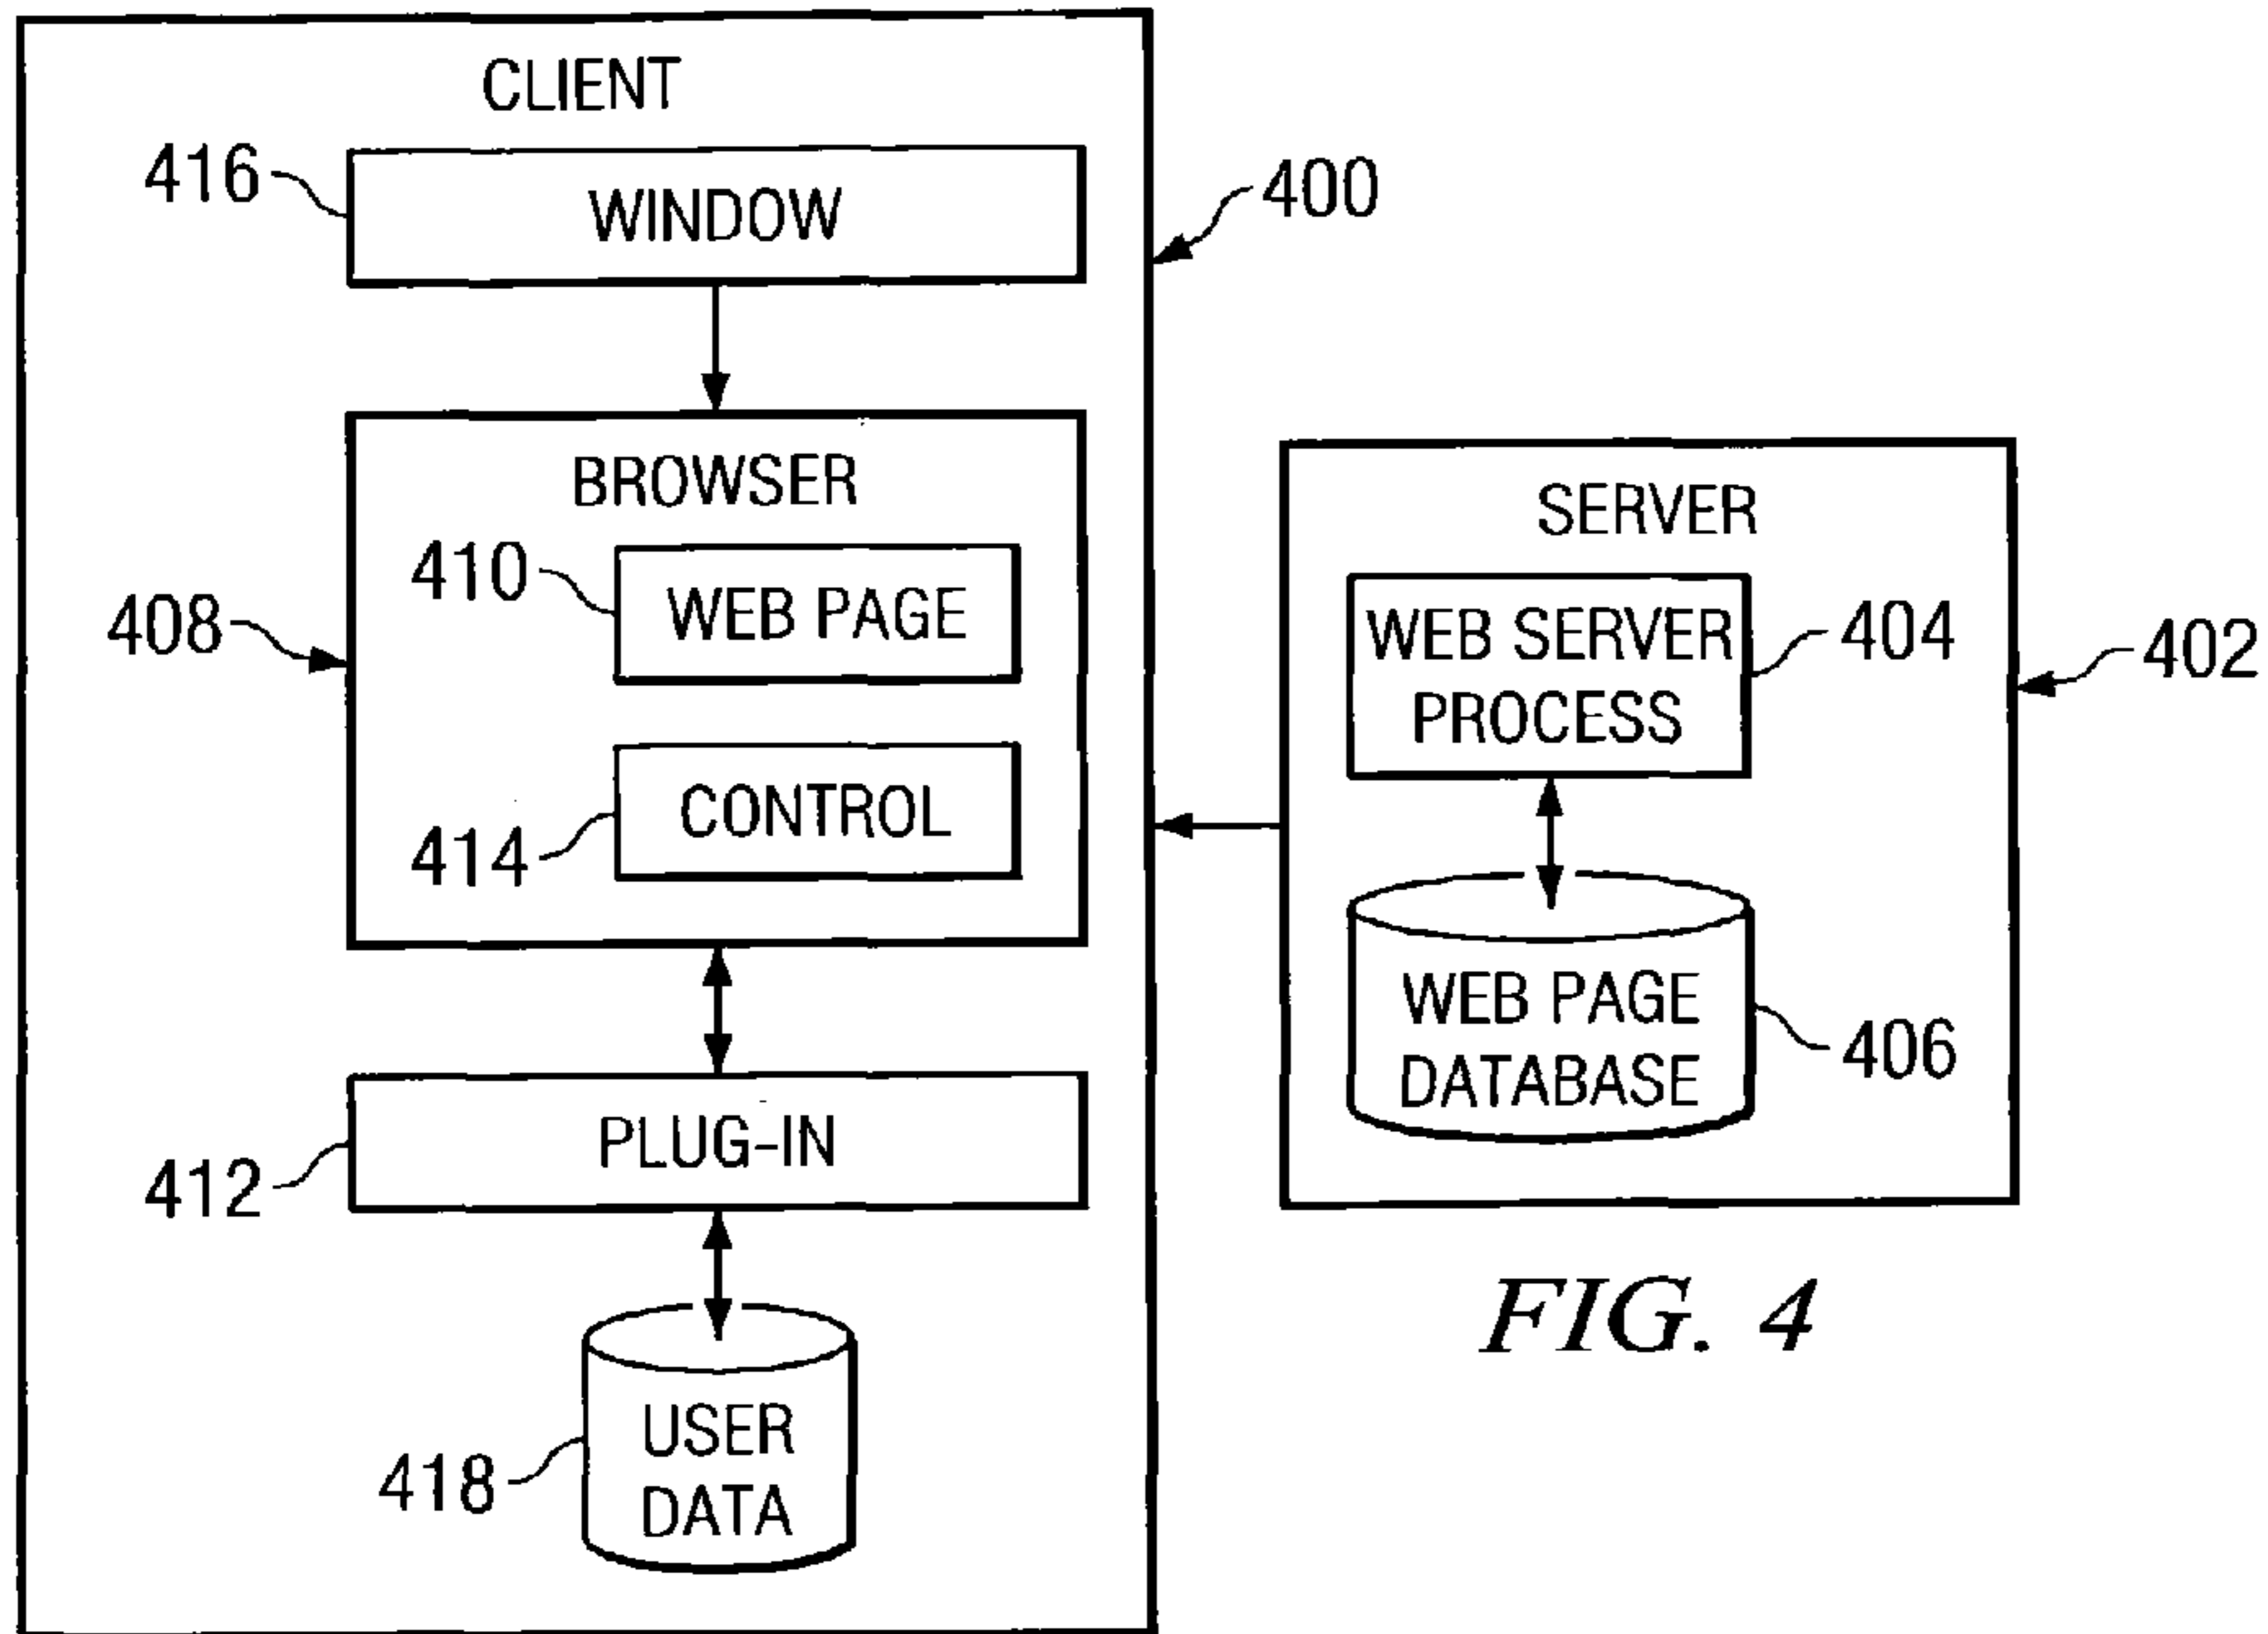 CLIENT
416
WINDOW
400
BROWSER
410
WEB PAGE
408
414
CONTROL
412
PLUG-IN
418
USER
DATA
SERVER
WEB SERVER
PROCESS
404
402
WEB PAGE
DATABASE
406
FIG. 4